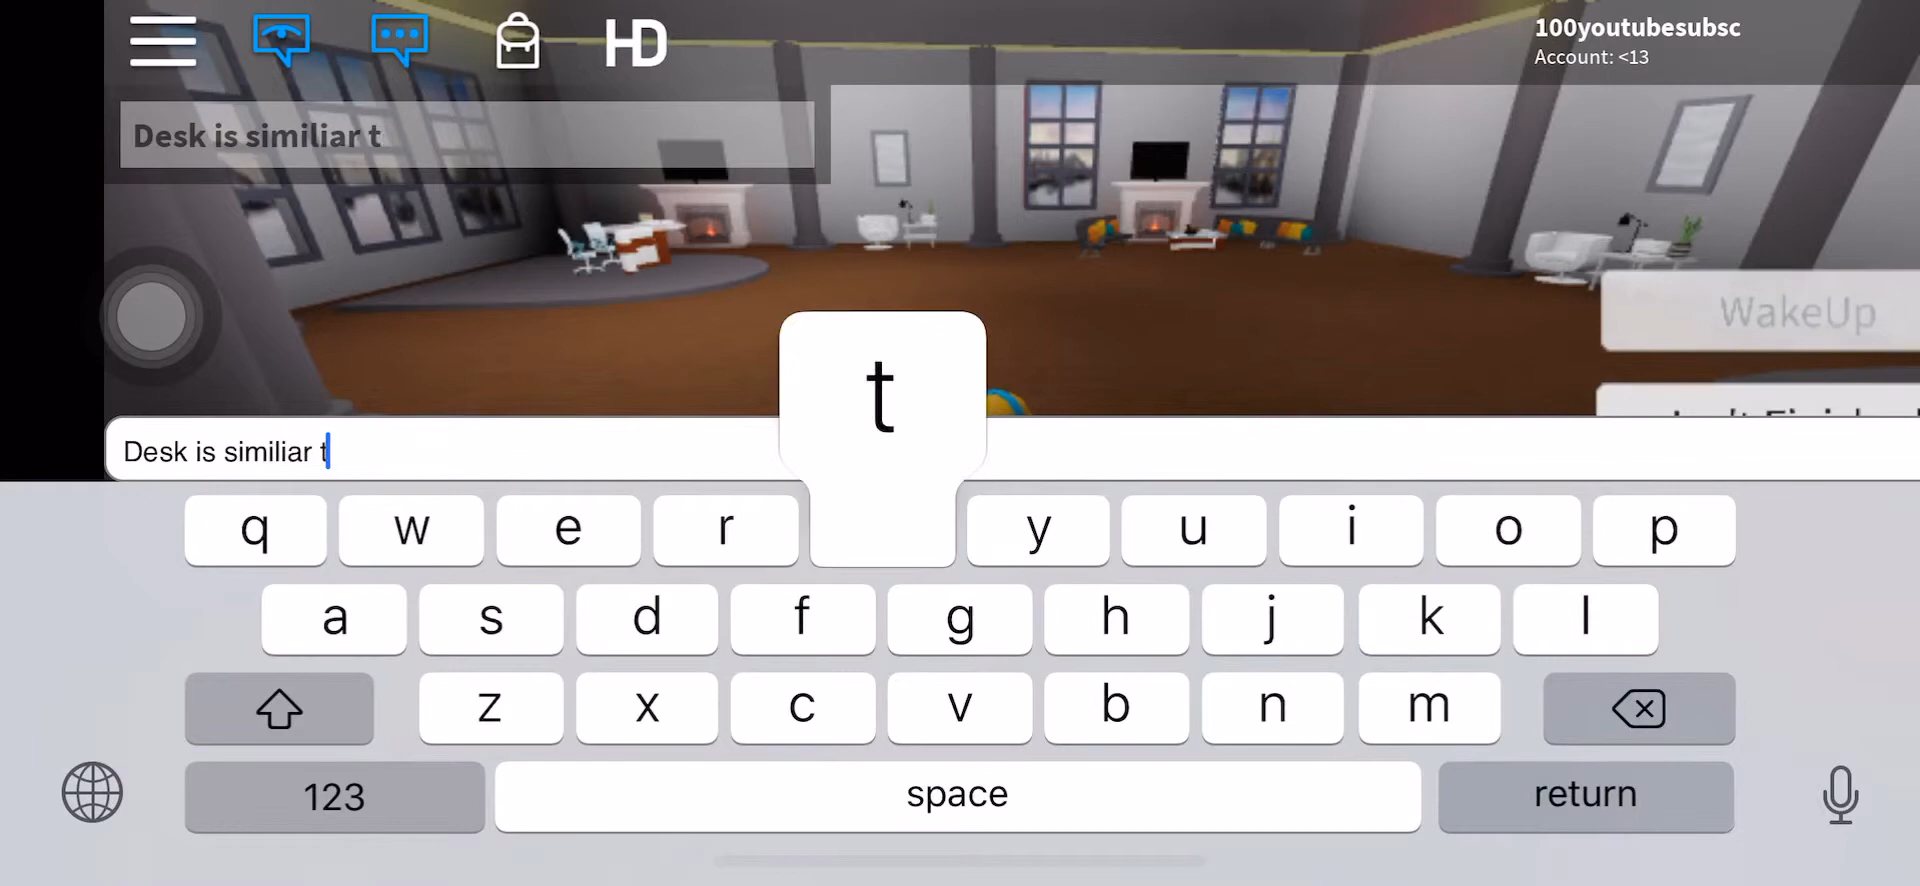 HD
100youtubesubsc
Account: <13
Desk is similiar t
WakeUp
t
Desk is similiar t
q w e r y u i o p
a s d f g h j k l
z x c v b n m
123 space return